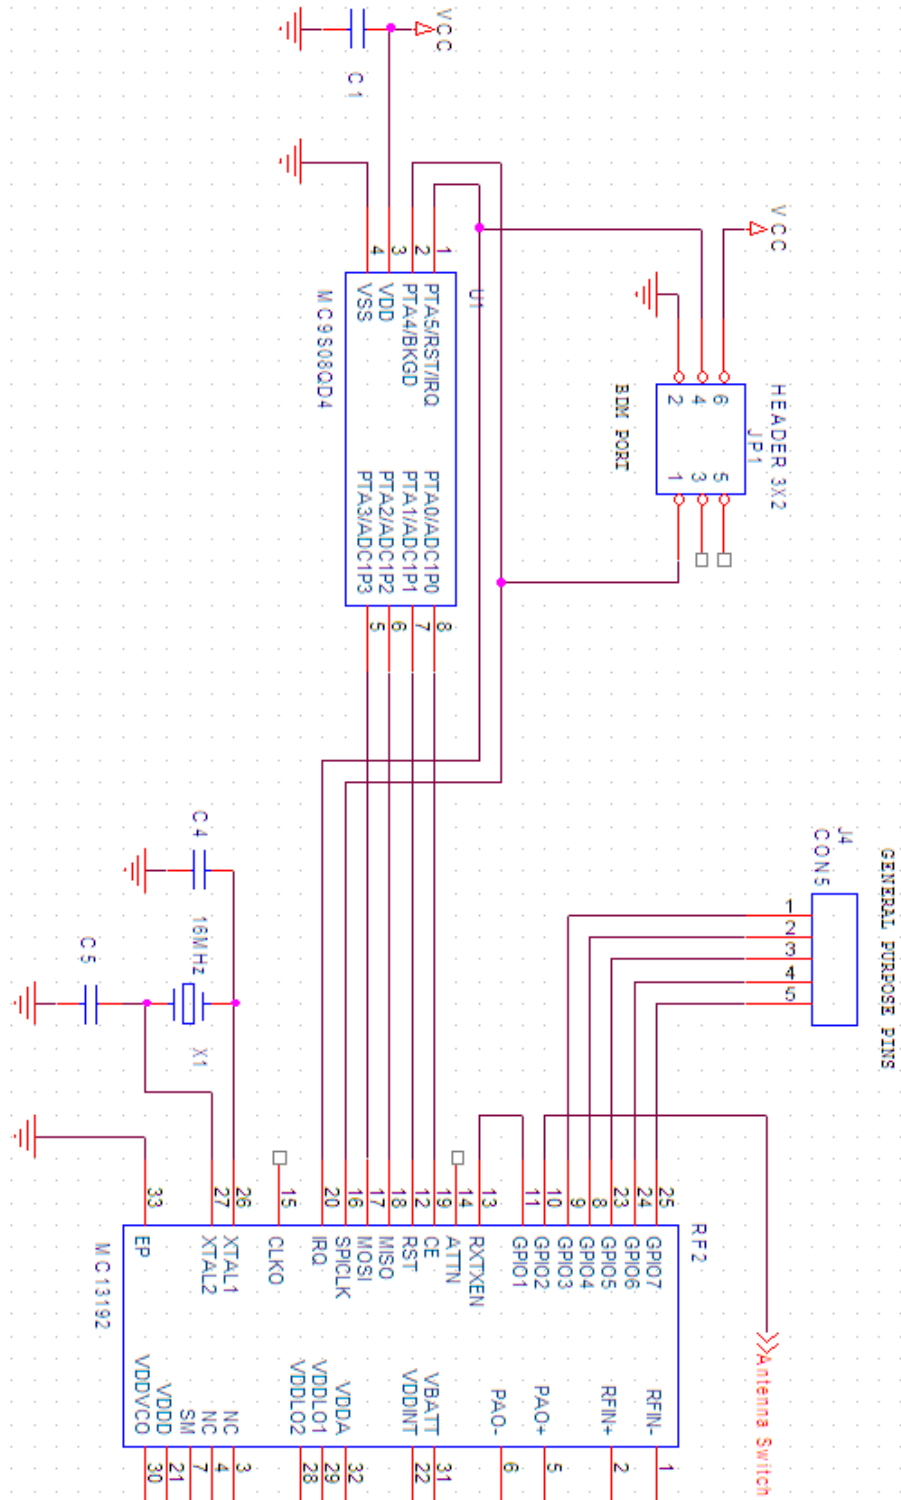 VCC
C1
VCC
4
3
2
1
U1
PTA5/RST/IRQ
PTA4/BKGD
VDD
VSS
MC9S08QD4
PTA0/ADC1P0
PTA1/ADC1P1
PTA2/ADC1P2
PTA3/ADC1P3
5
6
7
8
HEADER 3X2
JP1
6
4
2
5
3
1
BDM PORT
GENERAL PURPOSE PINS
J4
CON5
1
2
3
4
5
C4
16MHz
C5
X1
33
27
26
15
20
16
17
18
12
19
14
13
11
10
9
8
23
24
25
RF2
GPIO7
GPIO6
GPIO5
GPIO4
GPIO3
GPIO2
GPIO1
RXTXEN
ATTN
CE
RST
MISO
MOSI
SPICLK
IRQ
CLKO
XTAL1
XTAL2
EP
MC13192
RFIN-
RFIN+
PAO+
PAO-
VBATT
VDDINT
VDDA
VDDLO1
VDDLO2
NC
NC
SM
VDDD
VDDVCO
1
2
5
6
31
22
32
29
28
3
4
7
21
30
Antenna Switch